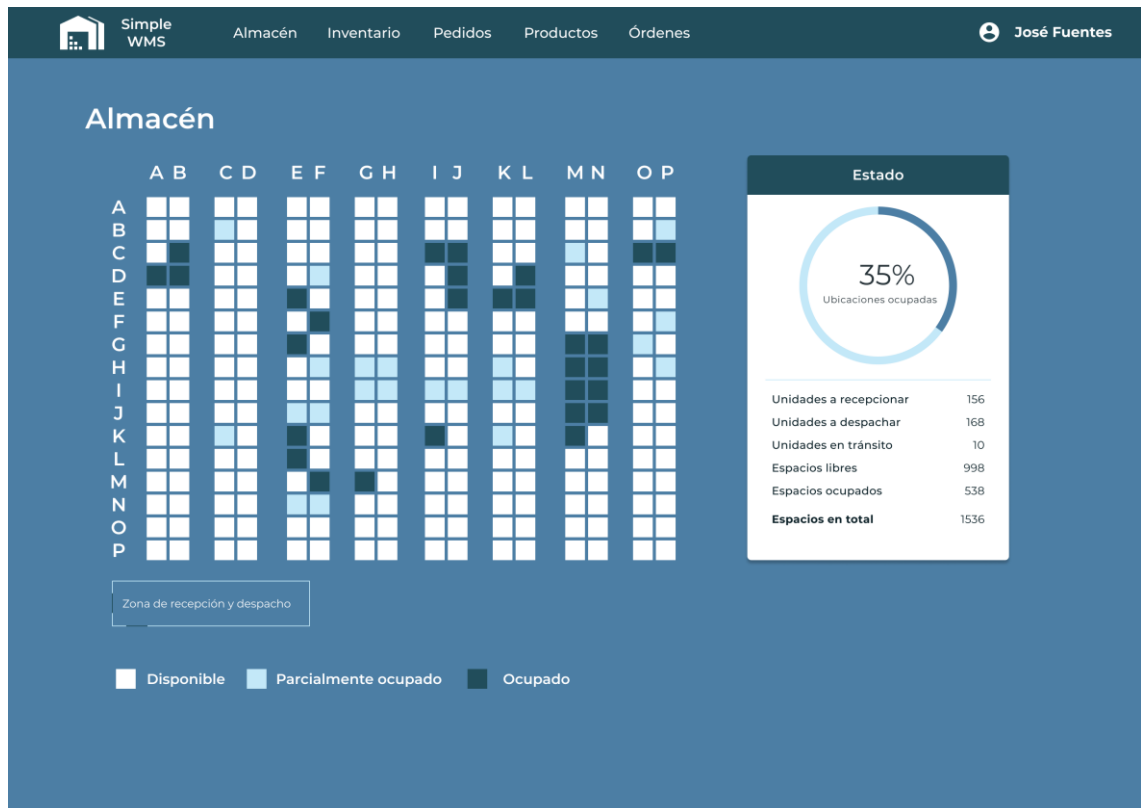 Simple
WMS
Almacén Inventario Pedidos Productos Órdenes
José Fuentes
Almacén
A B C D E F G H I J K L M N O P
A
B
C
D
E
F
G
H
I
J
K
L
M
N
O
P
Zona de recepción y despacho
Disponible Parcialmente ocupado Ocupado
Estado
35%
Ubicaciones ocupadas
Unidades a recepcionar 156
Unidades a despachar 168
Unidades en tránsito 10
Espacios libres 998
Espacios ocupados 538
Espacios en total 1536